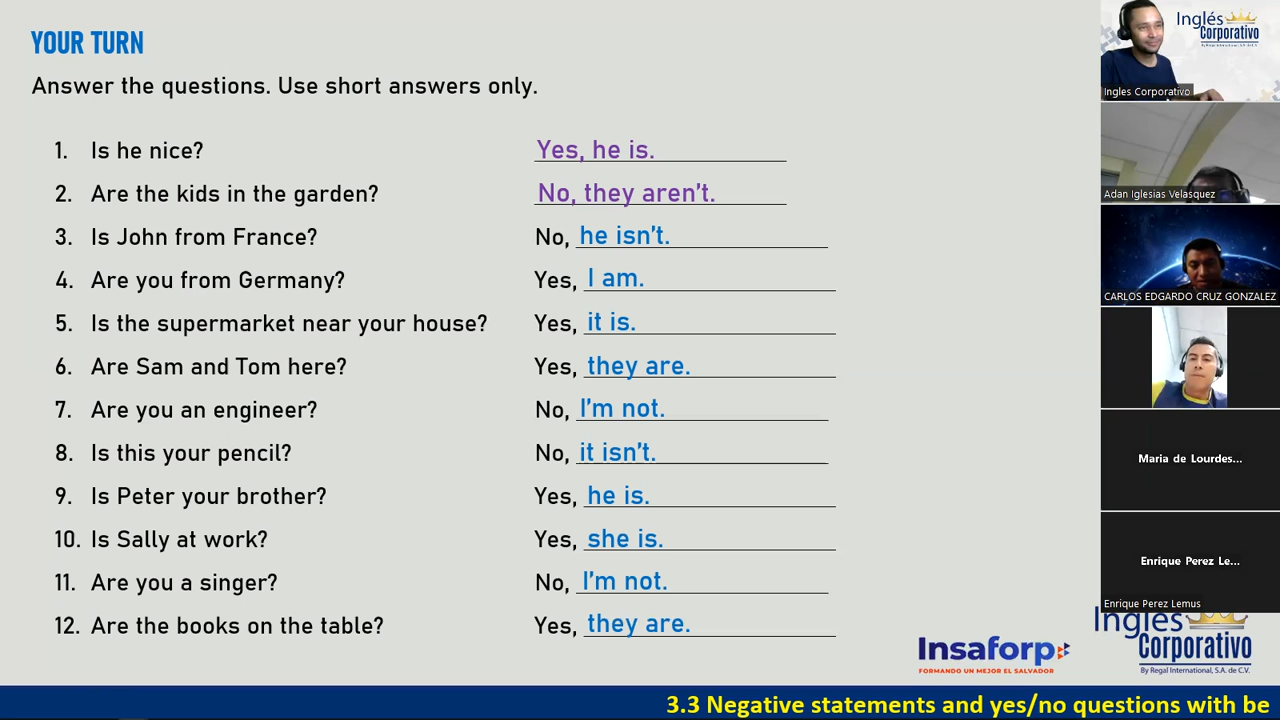 YOUR TURN
Answer the questions. Use short answers only.
1. Is he nice? Yes, he is.
2. Are the kids in the garden? No, they aren't.
3. Is John from France? No, he isn't.
4. Are you from Germany? Yes, I am.
5. Is the supermarket near your house? Yes, it is.
6. Are Sam and Tom here? Yes, they are.
7. Are you an engineer? No, I'm not.
8. Is this your pencil? No, it isn't.
9. Is Peter your brother? Yes, he is.
10. Is Sally at work? Yes, she is.
11. Are you a singer? No, I'm not.
12. Are the books on the table? Yes, they are.
Insaforp
FORMANDO UN MEJOR EL SALVADOR
Inglés
Corporativo
By Regal International, S.A. de C.V.
3.3 Negative statements and yes/no questions with be
Inglés
Corporativo
By Regal International, S.A. de C.V.
Ingles Corporativo
Adan Iglesias Velasquez
CARLOS EDGARDO CRUZ GONZALEZ
Maria de Lourdes...
Enrique Perez Le...
Enrique Perez Lemus